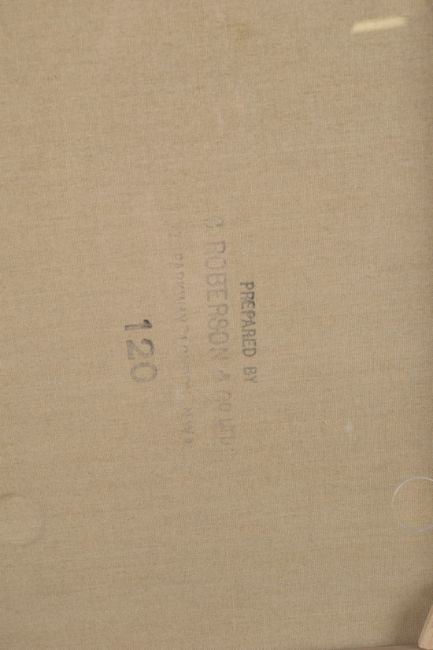 PREPARED BY
C. ROBERSON & CO LTD.
120